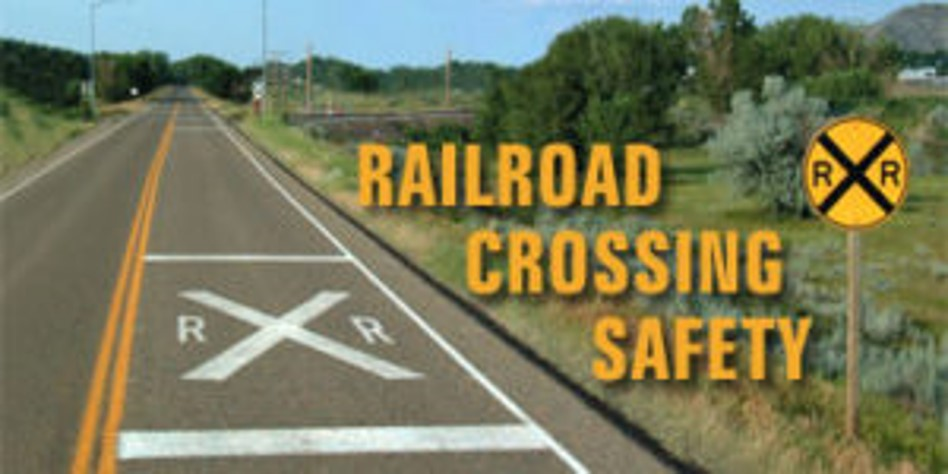 RAILROAD
CROSSING
SAFETY
R R
R R